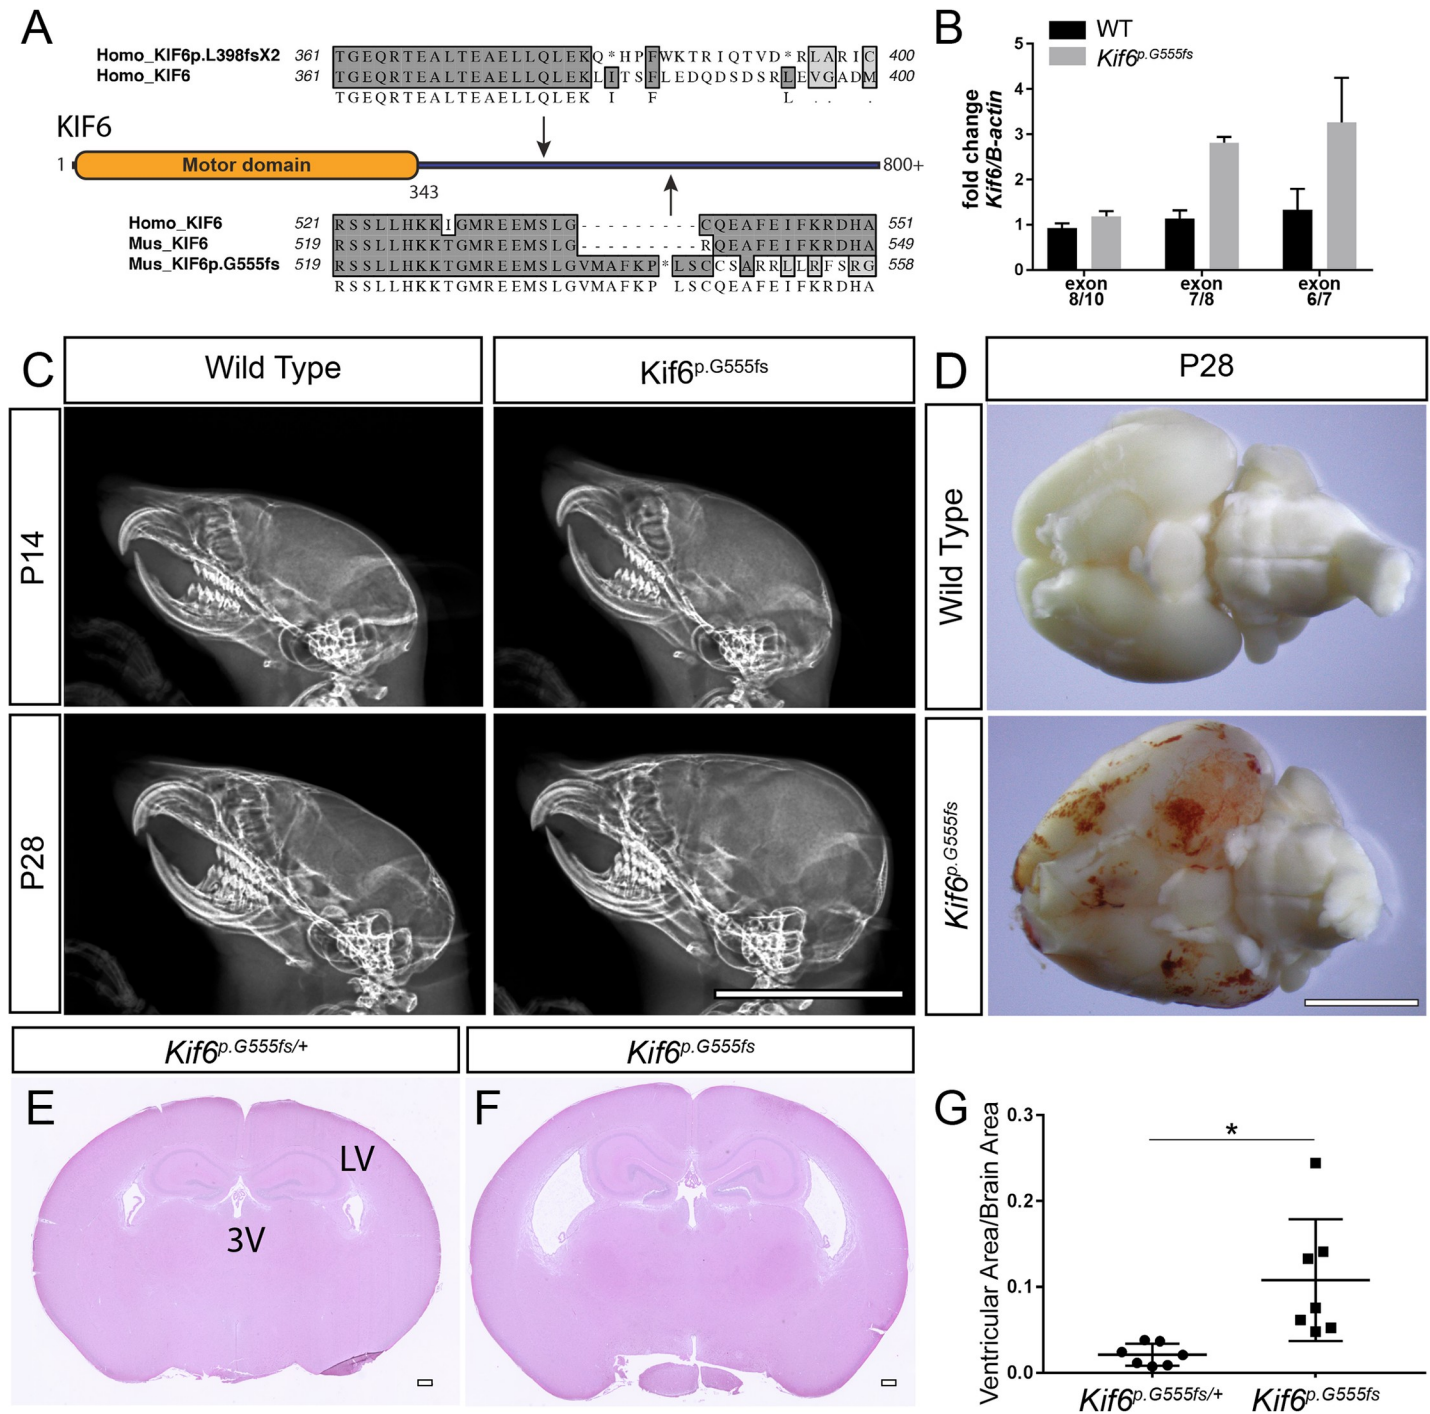 A
Homo_KIF6p.L398fsX2 361 TGEQRTEALTEAELLQLEKQ*HPFWKTRIQTVD*RLARIC 400
Homo_KIF6 361 TGEQRTEALTEAELLQLEKLITSFLEDQDSDSRLEVGADM 400
TGEQRTEALTEAELLQLEK I F L . . .
KIF6
1 Motor domain 800+
343
Homo_KIF6 521 RSSLLHKKIGMREEMSLG---------CQEAFEIFKRDHA 551
Mus_KIF6 519 RSSLLHKKTGMREEMSLG---------RQEAFEIFKRDHA 549
Mus_KIF6p.G555fs 519 RSSLLHKKTGMREEMSLGVMAFKP*LSCCSARRLLRFSRG 558
RSSLLHKKTGMREEMSLGVMAFKP LSCQEAFEIFKRDHA
B
WT
Kif6p.G555fs
fold change
Kif6/B-actin
5
4
3
2
1
0
exon 8/10
exon 7/8
exon 6/7
C
Wild Type
Kif6p.G555fs
P14
P28
D
P28
Wild Type
Kif6p.G555fs
Kif6p.G555fs/+
Kif6p.G555fs
E
LV
3V
F
G
Ventricular Area/Brain Area
0.3
0.2
0.1
0.0
*
Kif6p.G555fs/+
Kif6p.G555fs